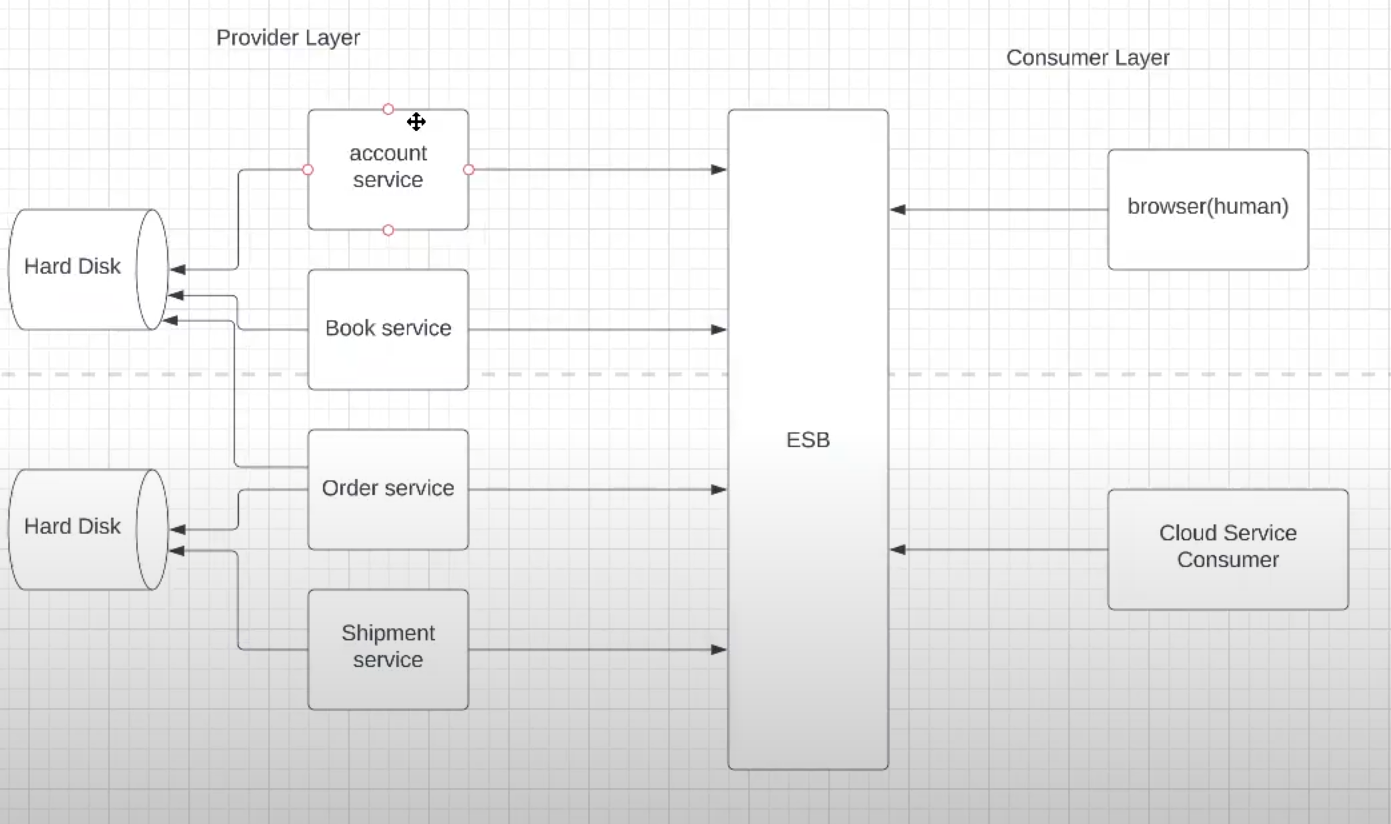 Provider Layer
Consumer Layer
account
service
browser(human)
Hard Disk
Book service
ESB
Order service
Hard Disk
Cloud Service
Consumer
Shipment
service